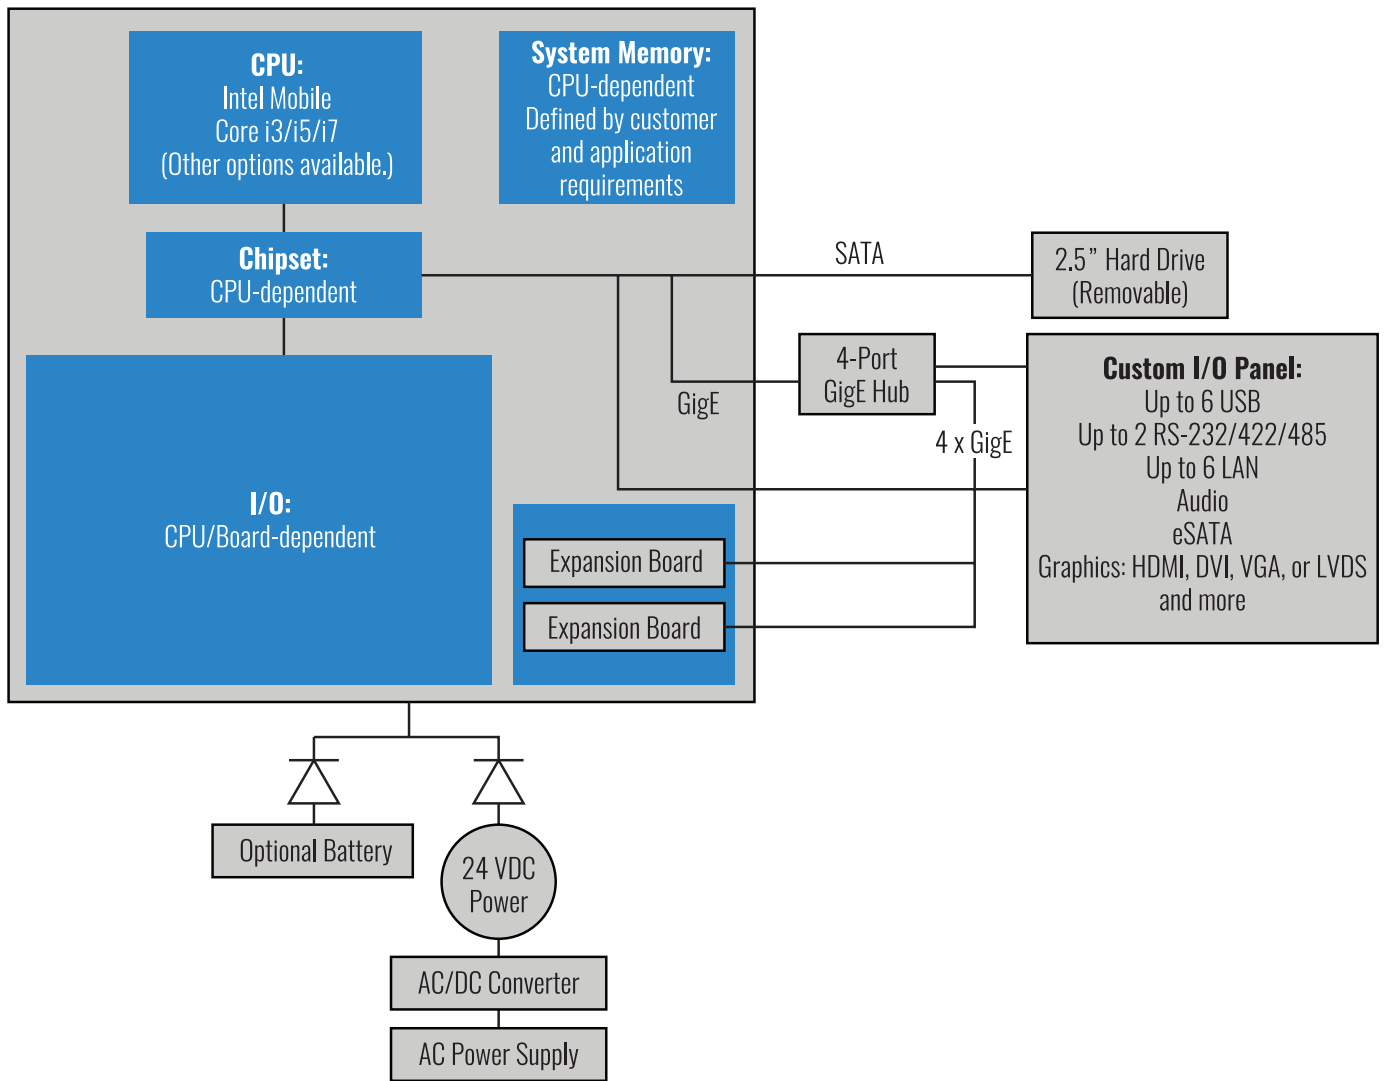 CPU:
Intel Mobile
Core i3/i5/i7
(Other options available.)
System Memory:
CPU-dependent
Defined by customer
and application
requirements
Chipset:
CPU-dependent
SATA
2.5” Hard Drive
(Removable)
4-Port
GigE Hub
GigE
4 x GigE
Custom I/O Panel:
Up to 6 USB
Up to 2 RS-232/422/485
Up to 6 LAN
Audio
eSATA
Graphics: HDMI, DVI, VGA, or LVDS
and more
I/O:
CPU/Board-dependent
Expansion Board
Expansion Board
Optional Battery
24 VDC
Power
AC/DC Converter
AC Power Supply